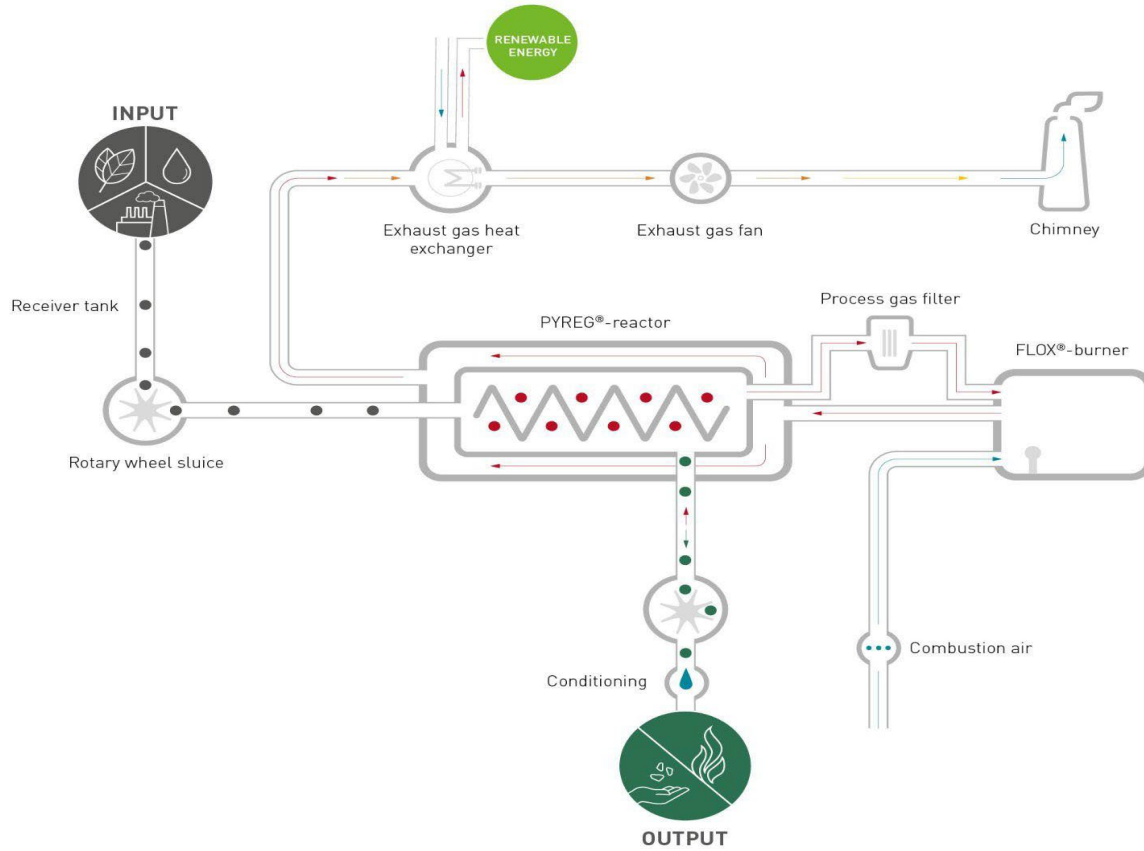 RENEWABLE
ENERGY
INPUT
Exhaust gas heat
exchanger
Exhaust gas fan
Chimney
Receiver tank
Process gas filter
PYREG®-reactor
FLOX®-burner
Rotary wheel sluice
Combustion air
Conditioning
OUTPUT